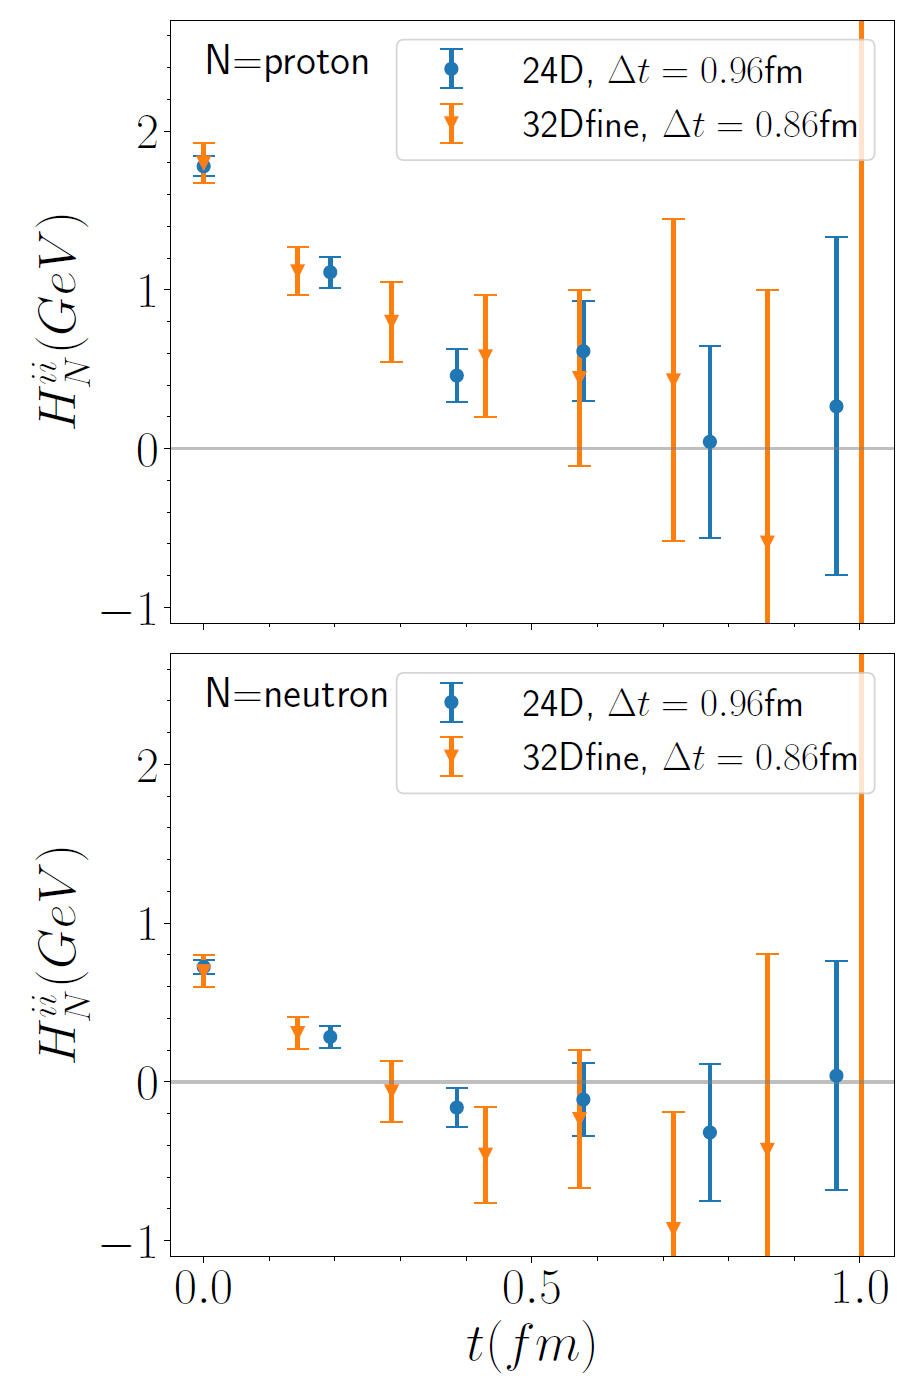 N=proton
24D, Δt = 0.96fm
32Dfine, Δt = 0.86fm
2
1
0
−1
H_N^{ii}(GeV)
N=neutron
24D, Δt = 0.96fm
32Dfine, Δt = 0.86fm
2
1
0
−1
H_N^{ii}(GeV)
0.0 0.5 1.0
t(fm)